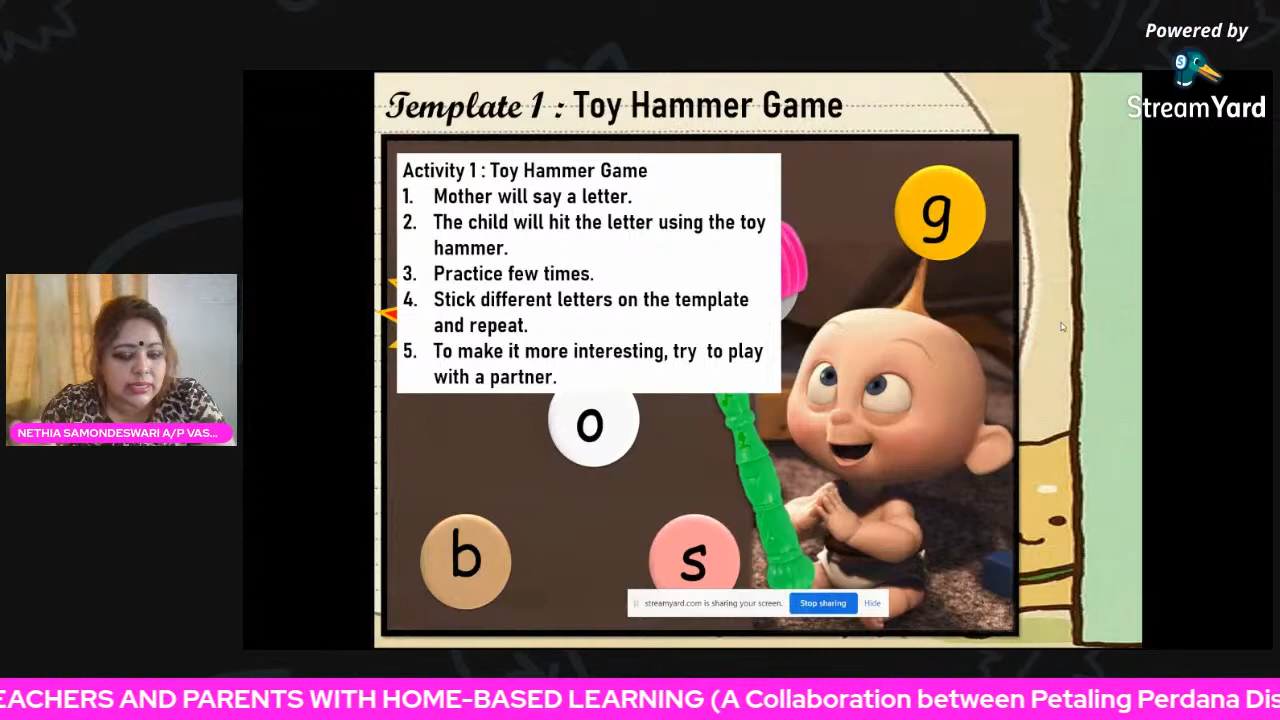 Powered by
StreamYard
Template 1 : Toy Hammer Game
Activity 1 : Toy Hammer Game
1. Mother will say a letter.
2. The child will hit the letter using the toy
hammer.
3. Practice few times.
4. Stick different letters on the template
and repeat.
5. To make it more interesting, try to play
with a partner.
g
o
b
s
streamyard.com is sharing your screen.
Stop sharing
Hide
NETHIA SAMONDESWARI A/P VAS...
EACHERS AND PARENTS WITH HOME-BASED LEARNING (A Collaboration between Petaling Perdana Dis